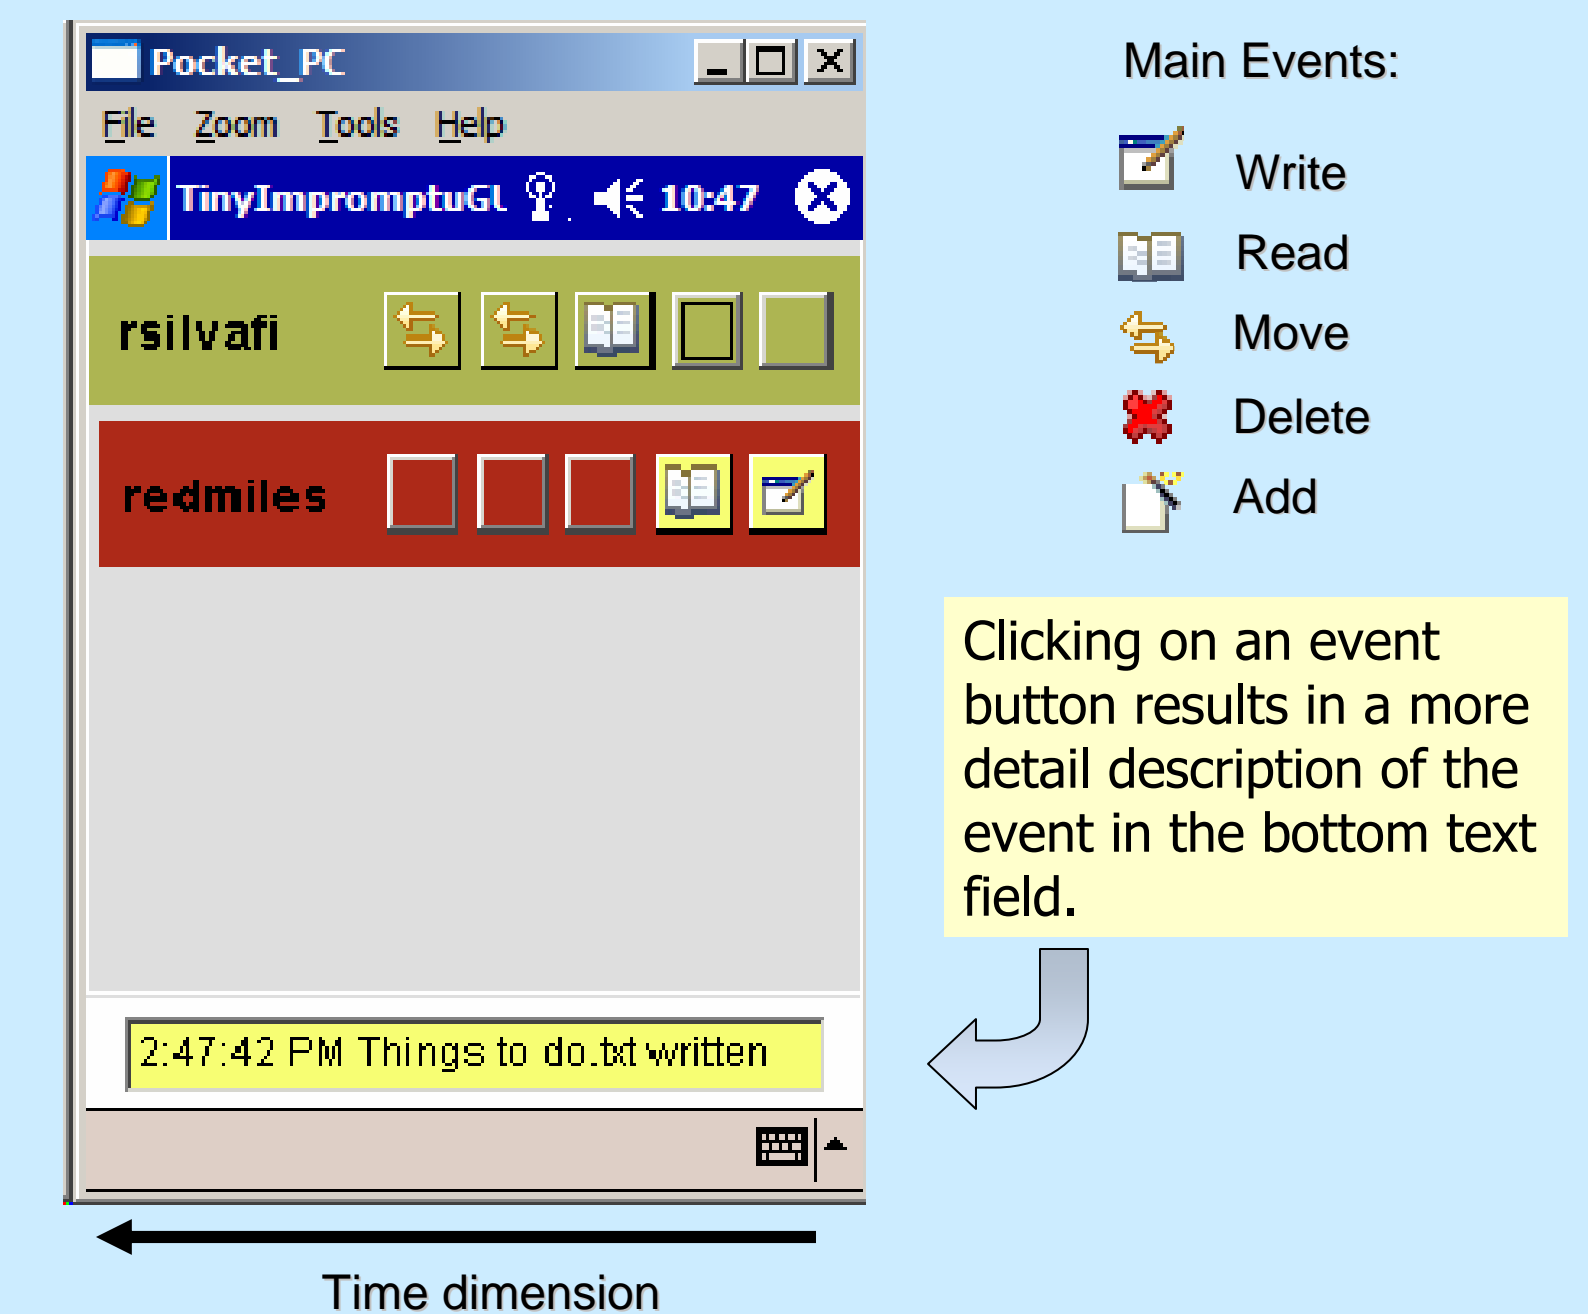 Pocket_PC
File Zoom Tools Help
TinyImpromptuGL 10:47
rsilvafi
redmiles
2:47:42 PM Things to do.txt written
Time dimension
Main Events:
Write
Read
Move
Delete
Add
Clicking on an event
button results in a more
detail description of the
event in the bottom text
field.